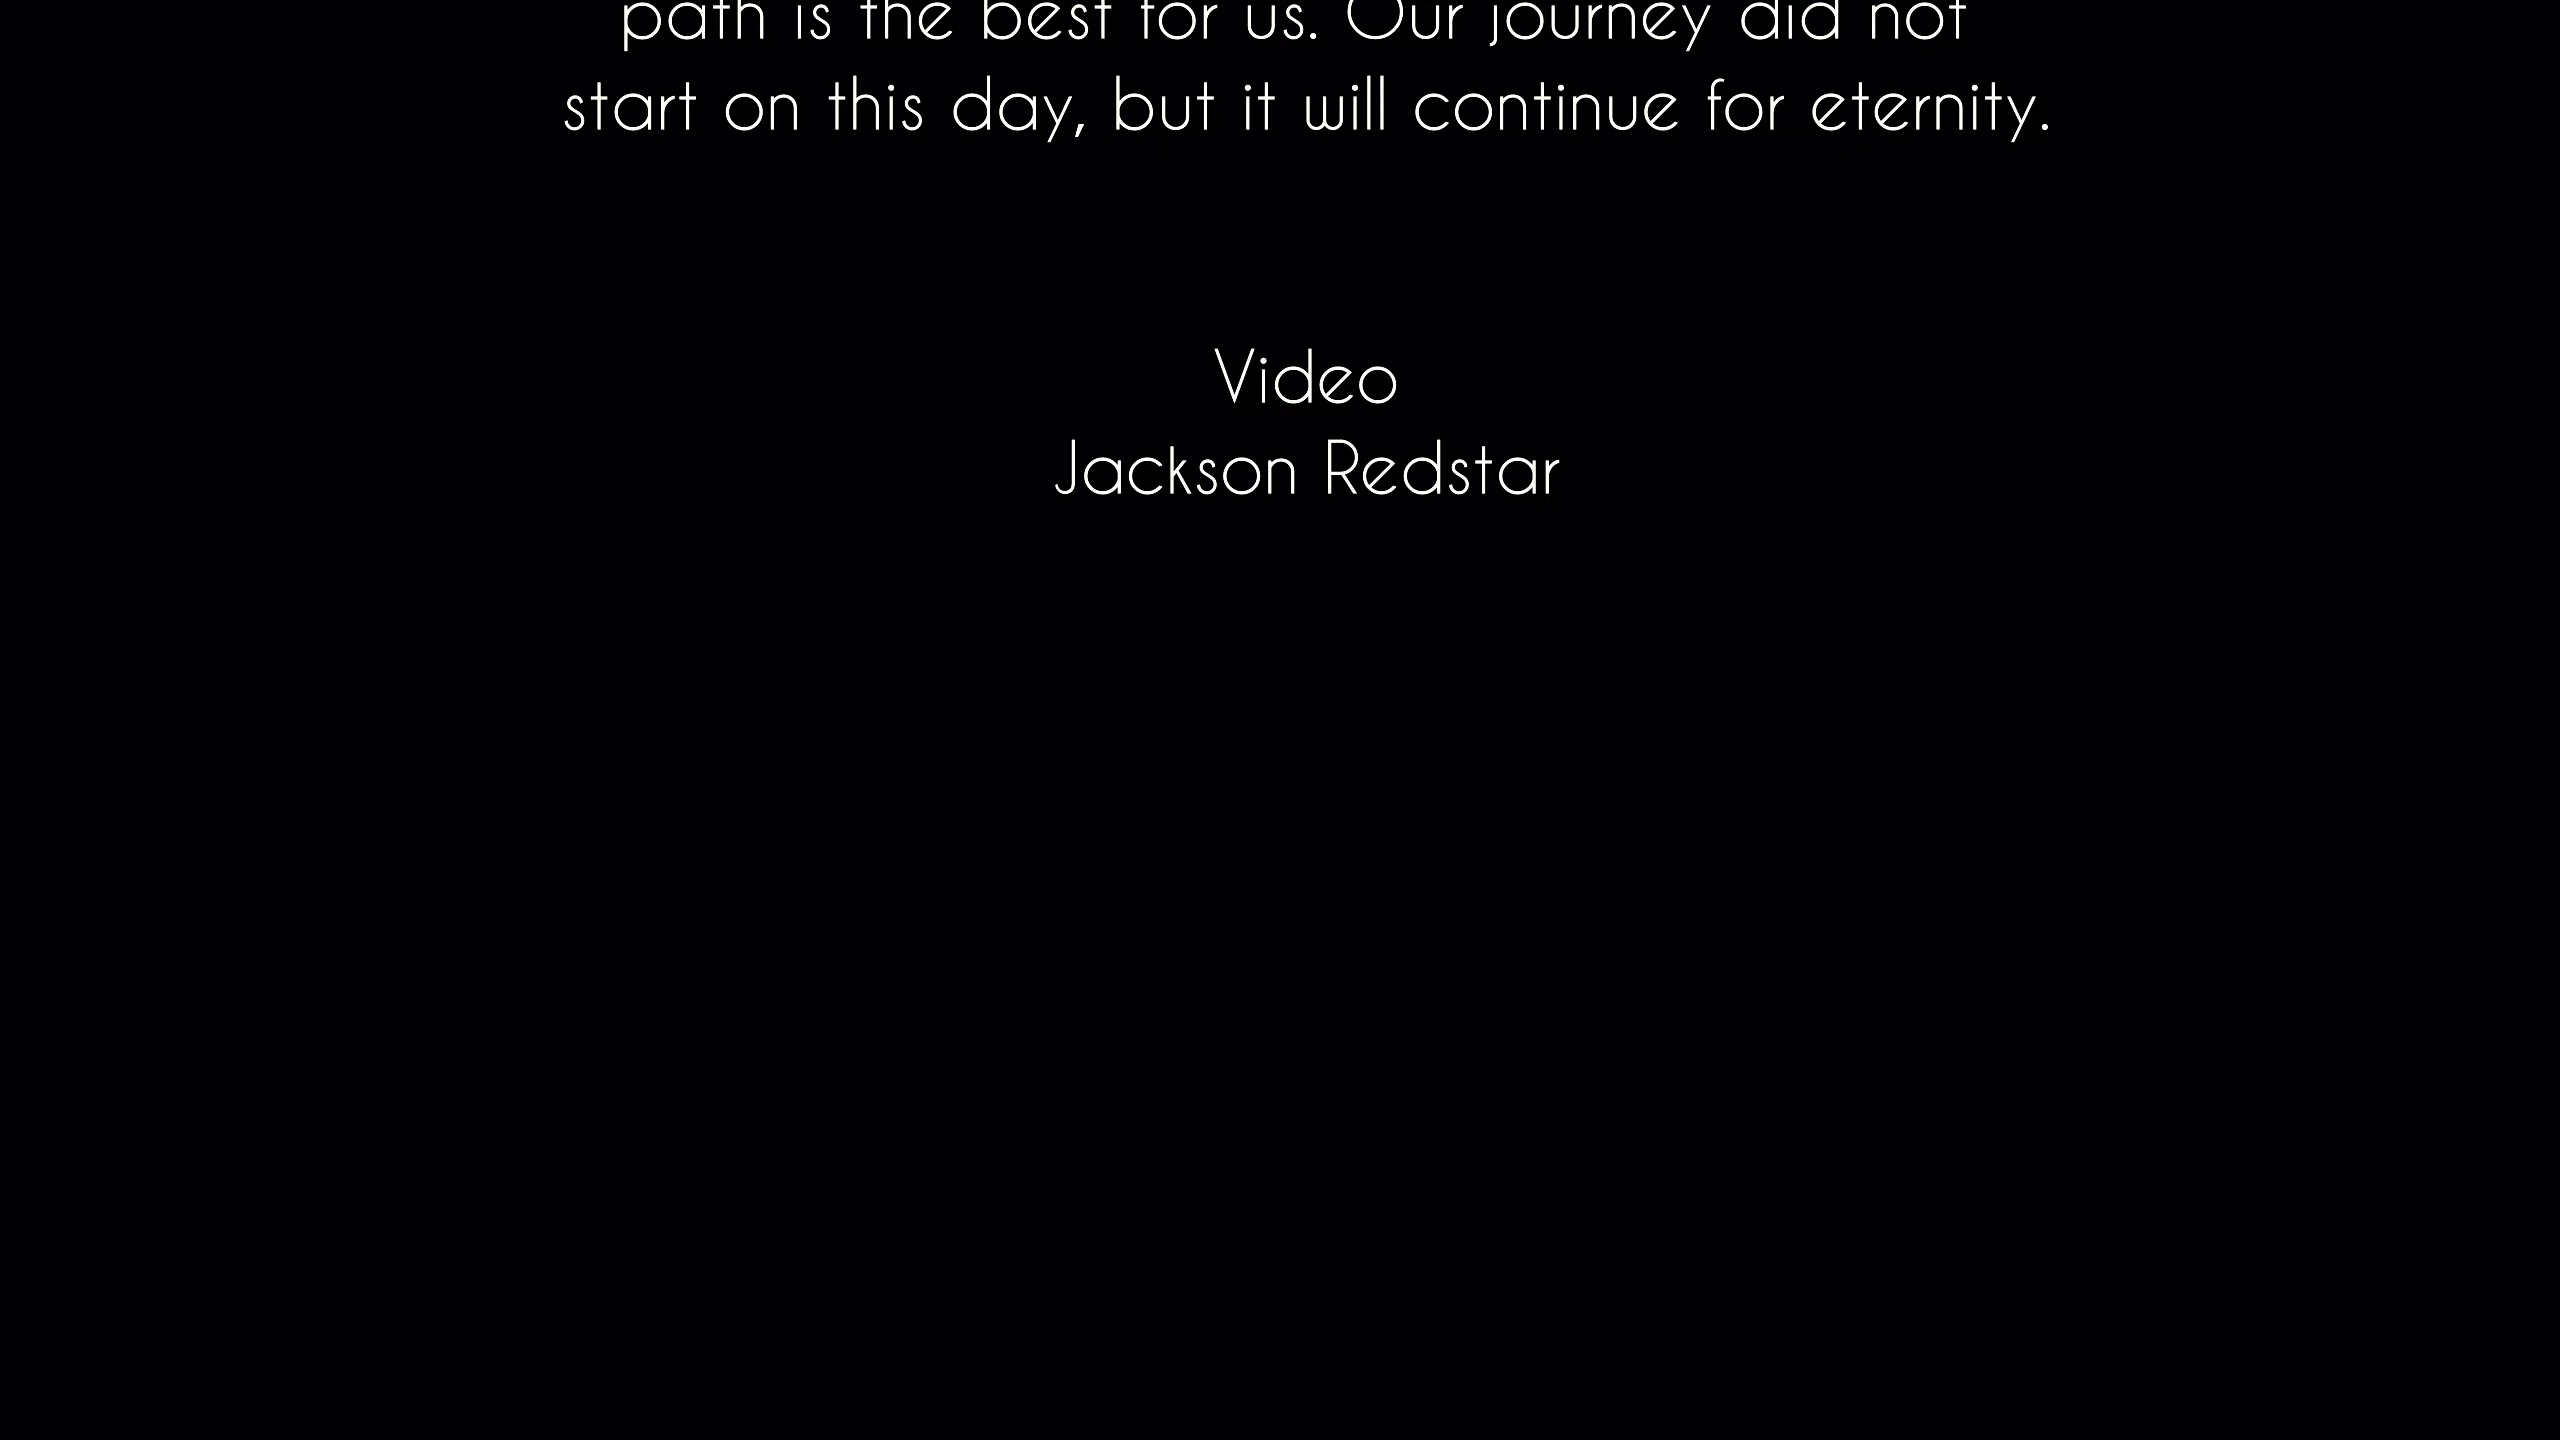 path is the best for us. Our journey did not
start on this day, but it will continue for eternity.
Video
Jackson Redstar